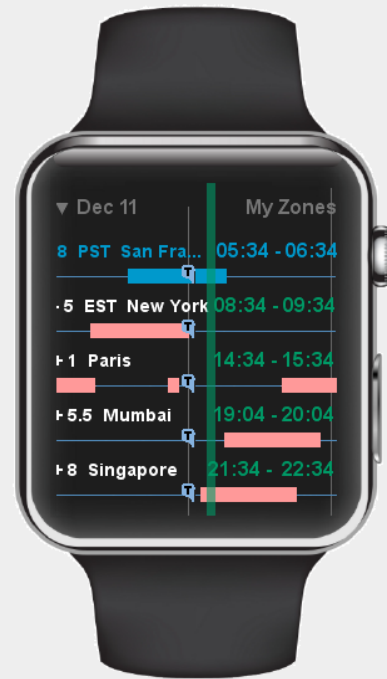 ▼ Dec 11 My Zones
8 PST San Fra... 05:34 - 06:34
T
-5 EST New York 08:34 - 09:34
T
+1 Paris 14:34 - 15:34
T
+5.5 Mumbai 19:04 - 20:04
T
+8 Singapore 21:34 - 22:34
T